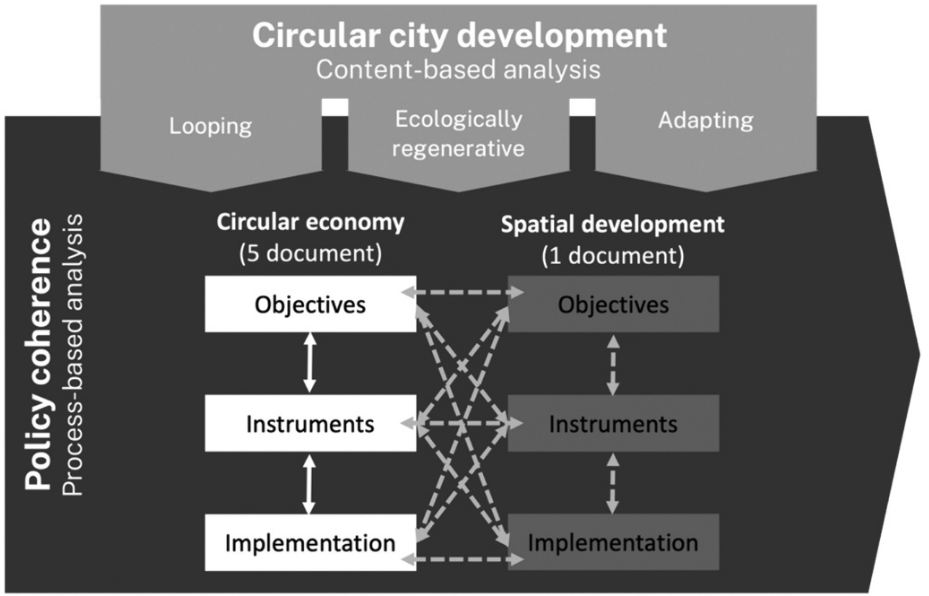 Circular city development
Content-based analysis
Looping
Ecologically
regenerative
Adapting
Policy coherence
Process-based analysis
Circular economy
(5 document)
Spatial development
(1 document)
Objectives
Objectives
Instruments
Instruments
Implementation
Implementation